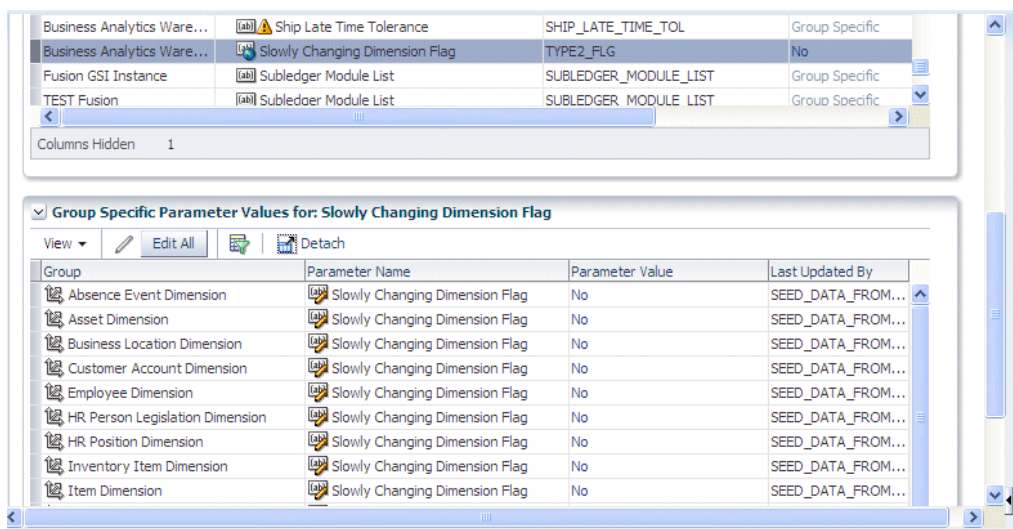 Business Analytics Ware... Ship Late Time Tolerance SHIP_LATE_TIME_TOL Group Specific
Business Analytics Ware... Slowly Changing Dimension Flag TYPE2_FLG No
Fusion GSI Instance Subledger Module List SUBLEDGER_MODULE_LIST Group Specific
TEST Fusion Subledger Module List SUBLEDGER_MODULE_LIST Group Specific
Columns Hidden 1
Group Specific Parameter Values for: Slowly Changing Dimension Flag
View Edit All Detach
Group Parameter Name Parameter Value Last Updated By
Absence Event Dimension Slowly Changing Dimension Flag No SEED_DATA_FROM...
Asset Dimension Slowly Changing Dimension Flag No SEED_DATA_FROM...
Business Location Dimension Slowly Changing Dimension Flag No SEED_DATA_FROM...
Customer Account Dimension Slowly Changing Dimension Flag No SEED_DATA_FROM...
Employee Dimension Slowly Changing Dimension Flag No SEED_DATA_FROM...
HR Person Legislation Dimension Slowly Changing Dimension Flag No SEED_DATA_FROM...
HR Position Dimension Slowly Changing Dimension Flag No SEED_DATA_FROM...
Inventory Item Dimension Slowly Changing Dimension Flag No SEED_DATA_FROM...
Item Dimension Slowly Changing Dimension Flag No SEED_DATA_FROM...